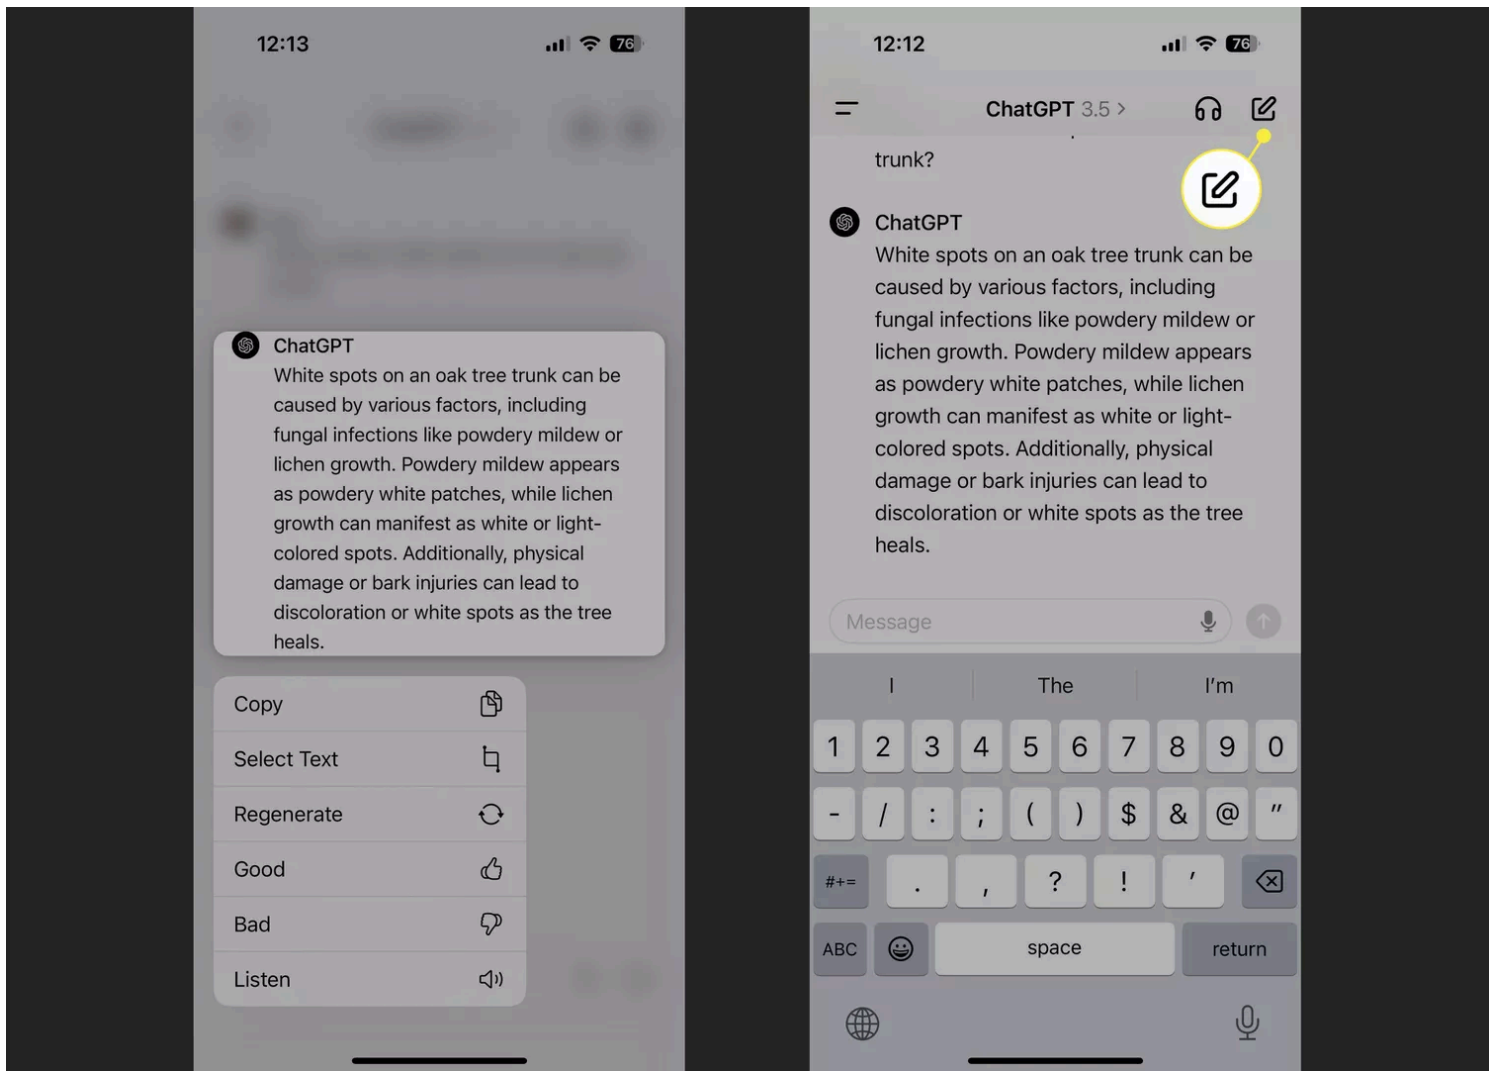 12:13
76
ChatGPT
White spots on an oak tree trunk can be
caused by various factors, including
fungal infections like powdery mildew or
lichen growth. Powdery mildew appears
as powdery white patches, while lichen
growth can manifest as white or light-
colored spots. Additionally, physical
damage or bark injuries can lead to
discoloration or white spots as the tree
heals.
Copy
Select Text
Regenerate
Good
Bad
Listen
12:12
76
ChatGPT 3.5 >
trunk?
ChatGPT
White spots on an oak tree trunk can be
caused by various factors, including
fungal infections like powdery mildew or
lichen growth. Powdery mildew appears
as powdery white patches, while lichen
growth can manifest as white or light-
colored spots. Additionally, physical
damage or bark injuries can lead to
discoloration or white spots as the tree
heals.
Message
I The I’m
1 2 3 4 5 6 7 8 9 0
- / : ; ( ) $ & @ "
#+= . , ? ! ’
ABC space return